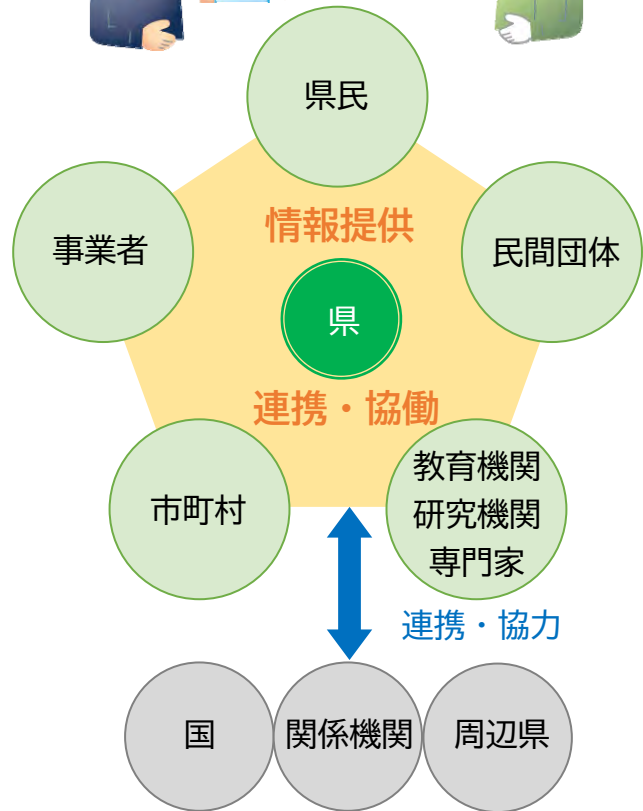 県民
事業者
情報提供
民間団体
県
連携・協働
市町村
教育機関
研究機関
専門家
連携・協力
国
関係機関
周辺県